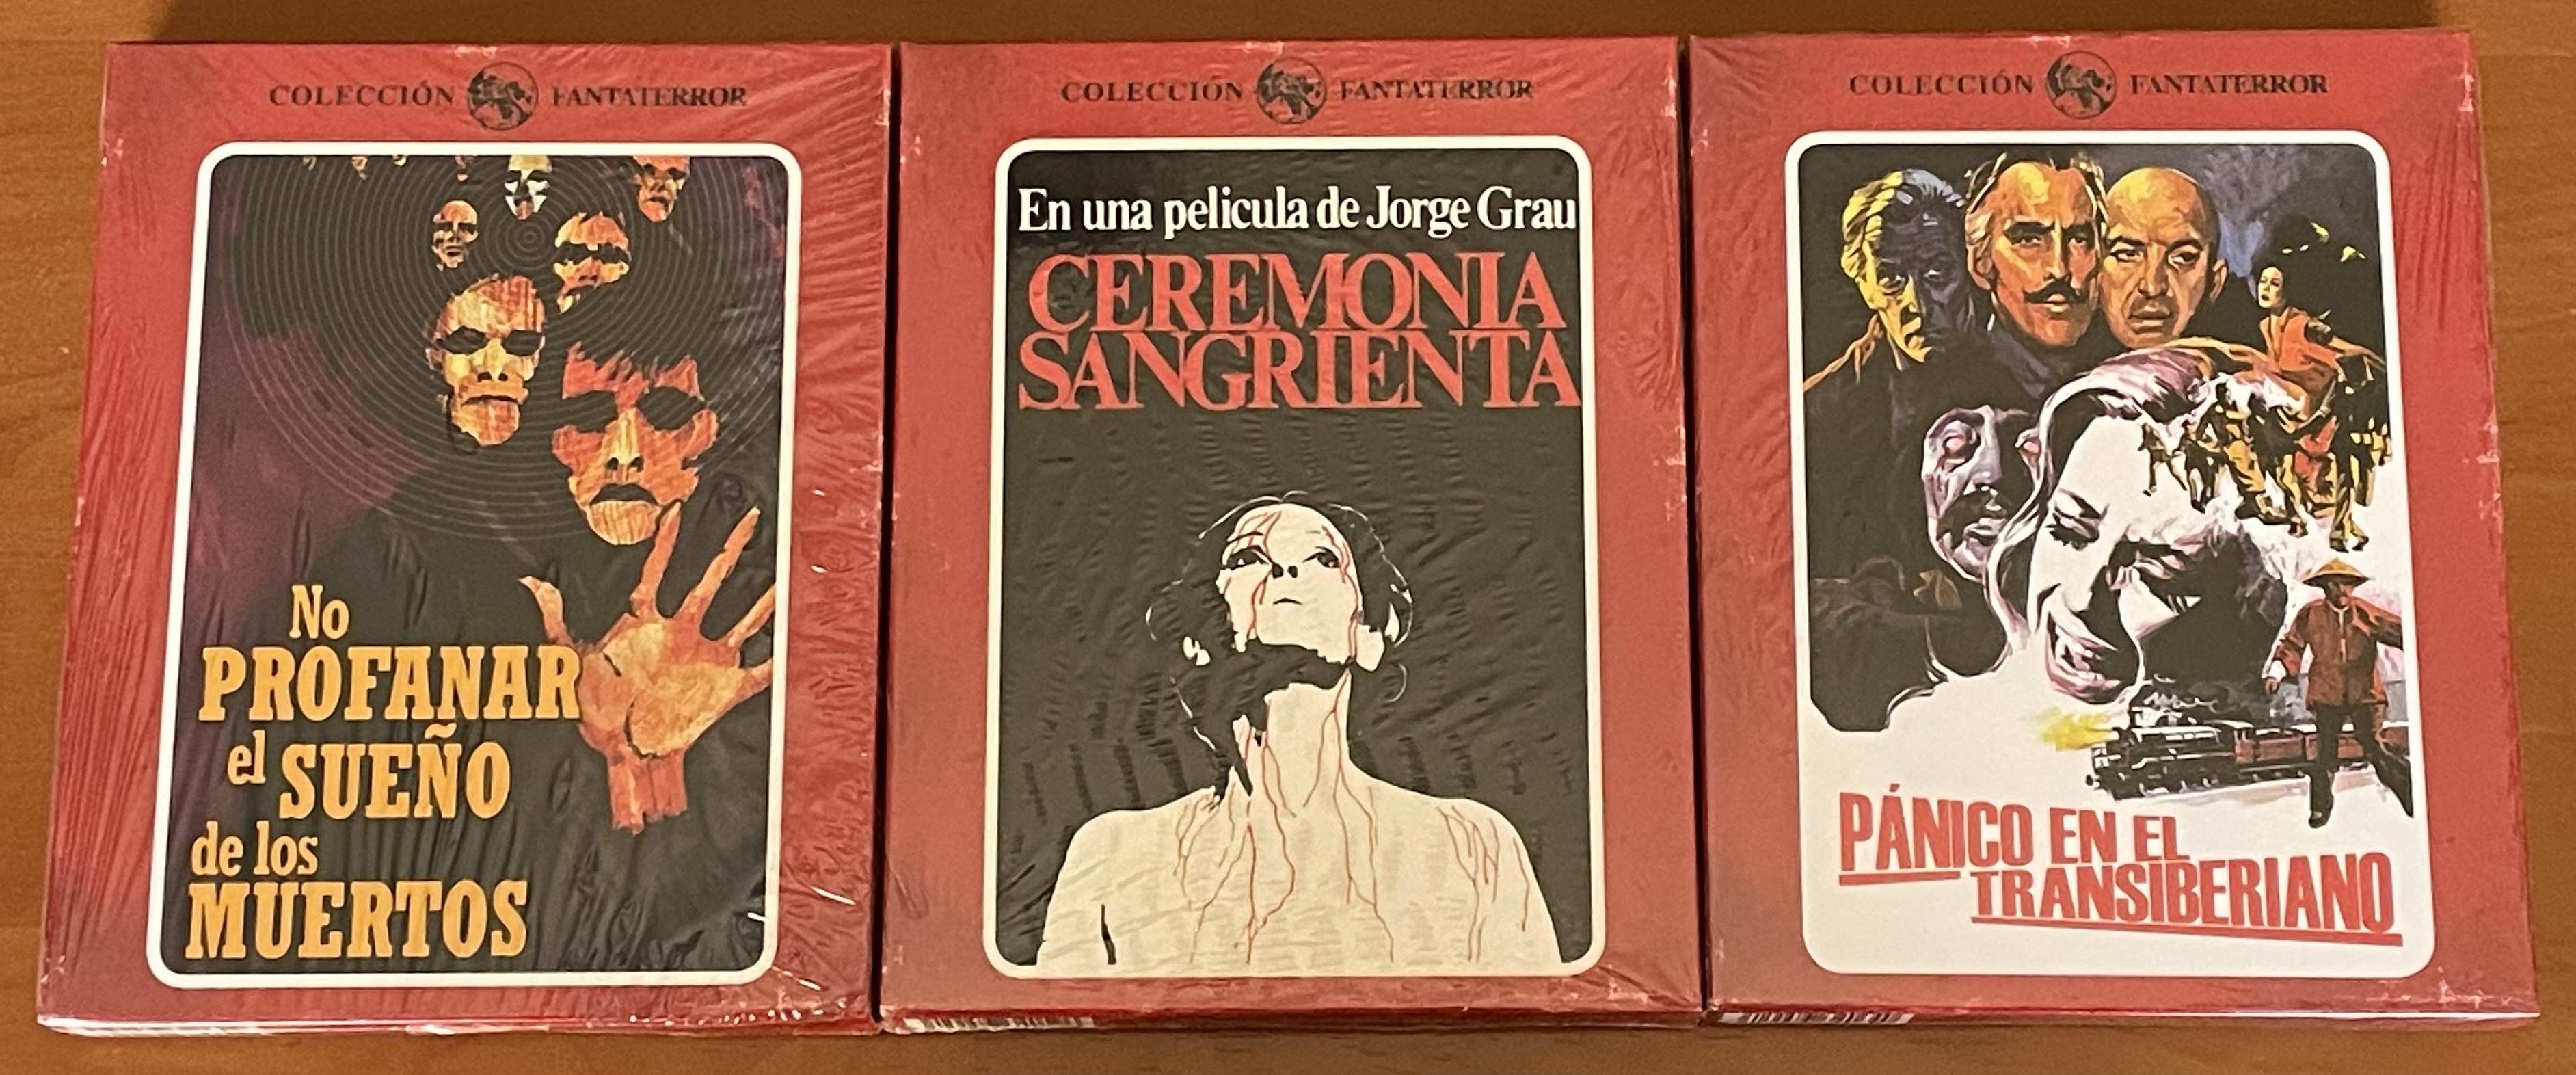 COLECCIÓN FANTATERROR
No
PROFANAR
el SUEÑO
de los
MUERTOS
COLECCIÓN FANTATERROR
En una pelicula de Jorge Grau
CEREMONIA
SANGRIENTA
COLECCIÓN FANTATERROR
PÁNICO EN EL
TRANSIBERIANO